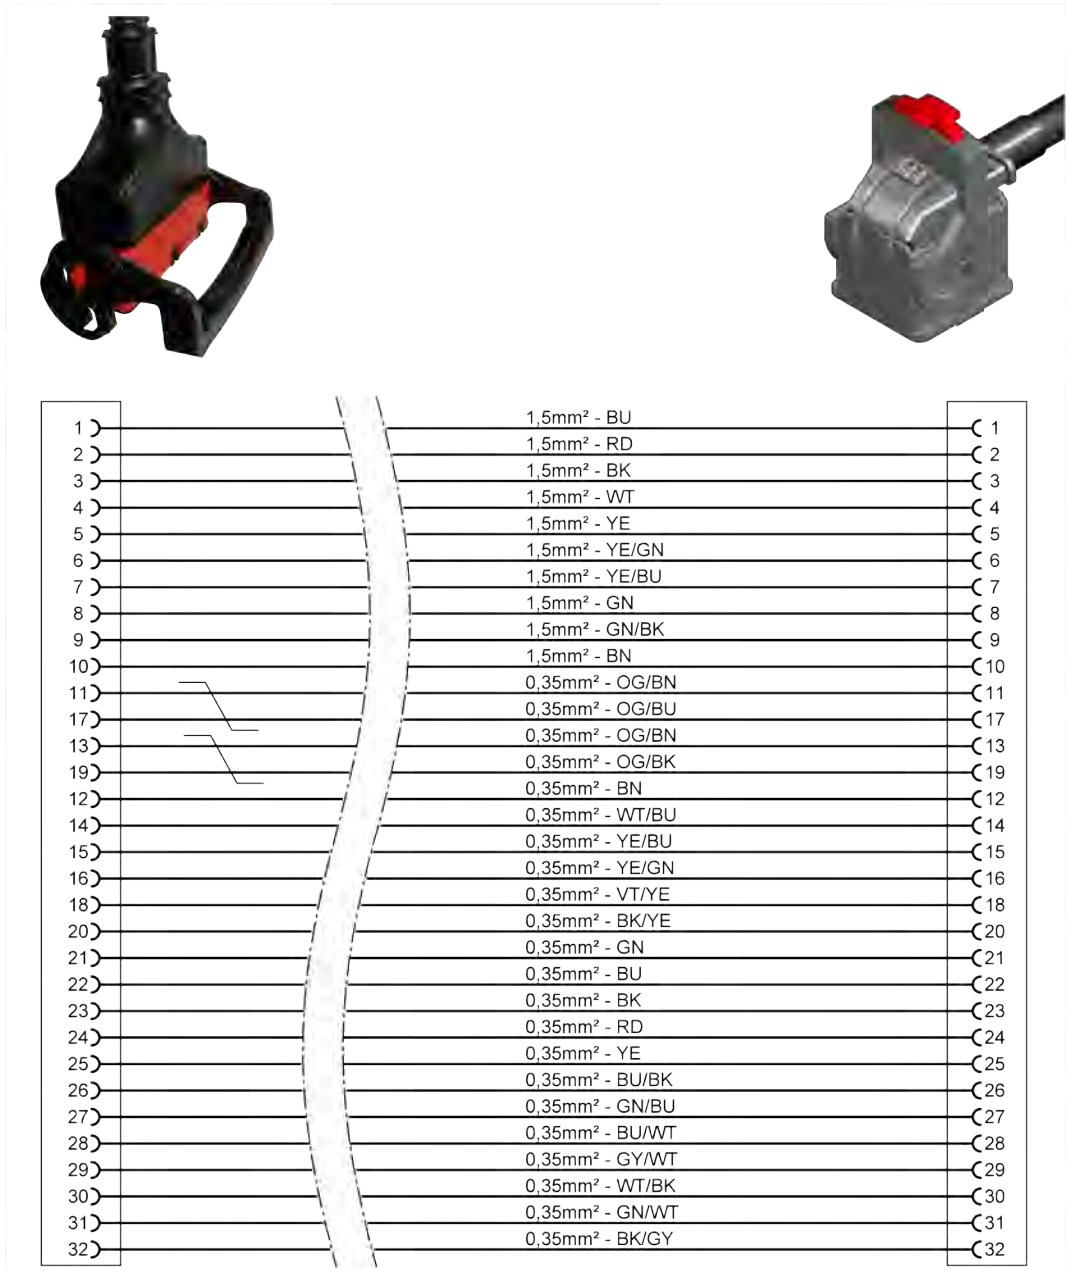 1 1,5mm² - BU 1
2 1,5mm² - RD 2
3 1,5mm² - BK 3
4 1,5mm² - WT 4
5 1,5mm² - YE 5
6 1,5mm² - YE/GN 6
7 1,5mm² - YE/BU 7
8 1,5mm² - GN 8
9 1,5mm² - GN/BK 9
10 1,5mm² - BN 10
11 0,35mm² - OG/BN 11
17 0,35mm² - OG/BU 17
13 0,35mm² - OG/BN 13
19 0,35mm² - OG/BK 19
12 0,35mm² - BN 12
14 0,35mm² - WT/BU 14
15 0,35mm² - YE/BU 15
16 0,35mm² - YE/GN 16
18 0,35mm² - VT/YE 18
20 0,35mm² - BK/YE 20
21 0,35mm² - GN 21
22 0,35mm² - BU 22
23 0,35mm² - BK 23
24 0,35mm² - RD 24
25 0,35mm² - YE 25
26 0,35mm² - BU/BK 26
27 0,35mm² - GN/BU 27
28 0,35mm² - BU/WT 28
29 0,35mm² - GY/WT 29
30 0,35mm² - WT/BK 30
31 0,35mm² - GN/WT 31
32 0,35mm² - BK/GY 32